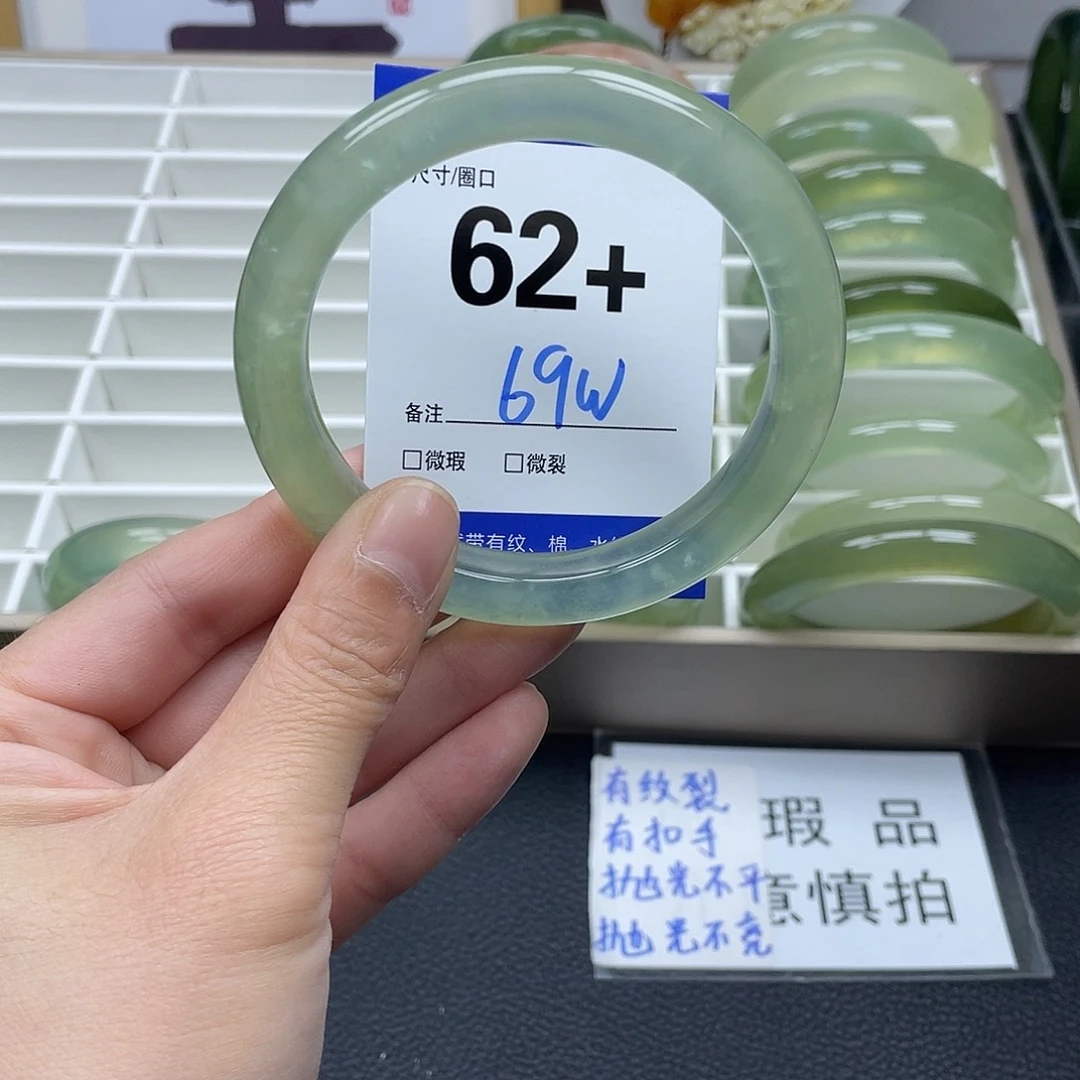 尺寸/圈口
62+
69W
备注
□微瑕 □微裂
带有纹、棉
有纹裂
有扣手
抛光不平
抛光不亮
瑕品
意慎拍